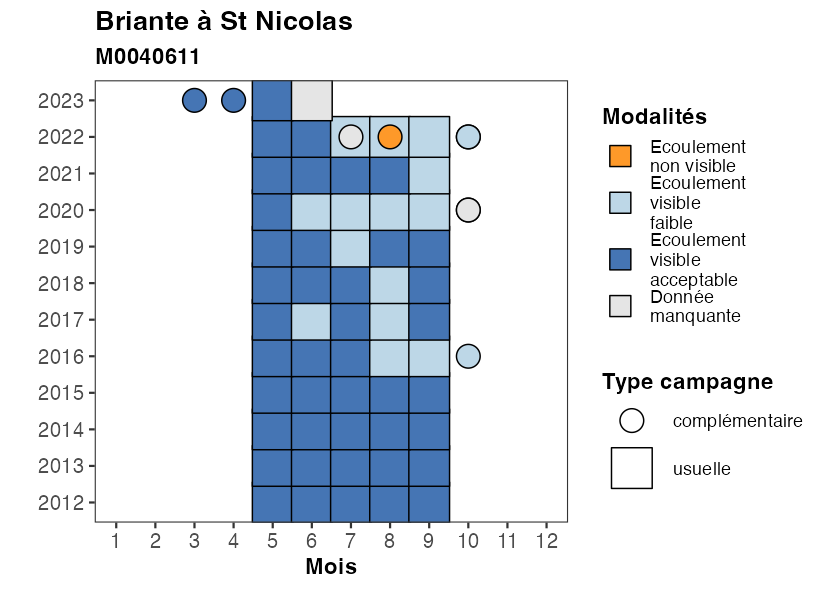 Briante à St Nicolas
M0040611
2023
2022
2021
2020
2019
2018
2017
2016
2015
2014
2013
2012
1 2 3 4 5 6 7 8 9 10 11 12
Mois
Modalités
Ecoulement
non visible
Ecoulement
visible
faible
Ecoulement
visible
acceptable
Donnée
manquante
Type campagne
complémentaire
usuelle